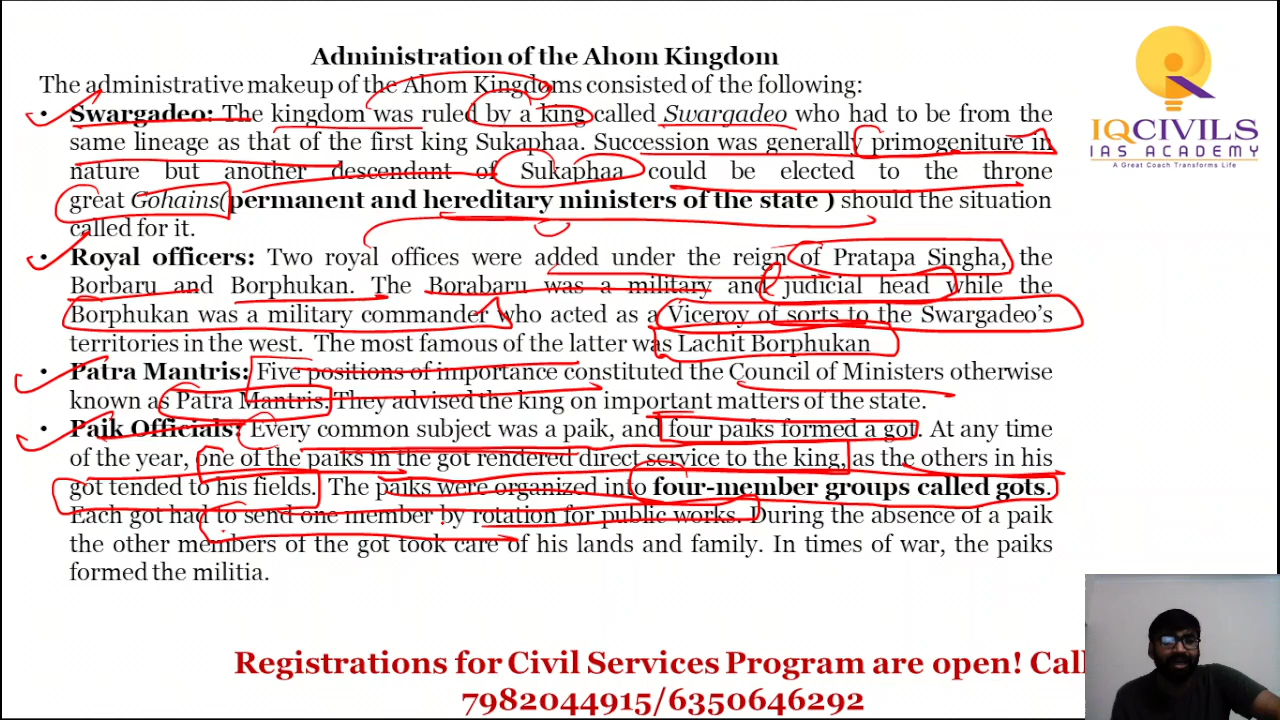 Administration of the Ahom Kingdom
The administrative makeup of the Ahom Kingdoms consisted of the following:
• Swargadeo: The kingdom was ruled by a king called Swargadeo who had to be from the
same lineage as that of the first king Sukaphaa. Succession was generally primogeniture in
nature but another descendant of Sukaphaa could be elected to the throne
great Gohains(permanent and hereditary ministers of the state ) should the situation
called for it.
• Royal officers: Two royal offices were added under the reign of Pratapa Singha, the
Borbaru and Borphukan. The Borabaru was a military and judicial head while the
Borphukan was a military commander who acted as a Viceroy of sorts to the Swargadeo's
territories in the west. The most famous of the latter was Lachit Borphukan
• Patra Mantris: Five positions of importance constituted the Council of Ministers otherwise
known as Patra Mantris. They advised the king on important matters of the state.
• Paik Officials: Every common subject was a paik, and four paiks formed a got. At any time
of the year, one of the paiks in the got rendered direct service to the king, as the others in his
got tended to his fields. The paiks were organized into four-member groups called gots.
Each got had to send one member by rotation for public works. During the absence of a paik
the other members of the got took care of his lands and family. In times of war, the paiks
formed the militia.
IQCIVILS
IAS ACADEMY
A Great Coach Transforms Life
Registrations for Civil Services Program are open! Call
7982044915/6350646292